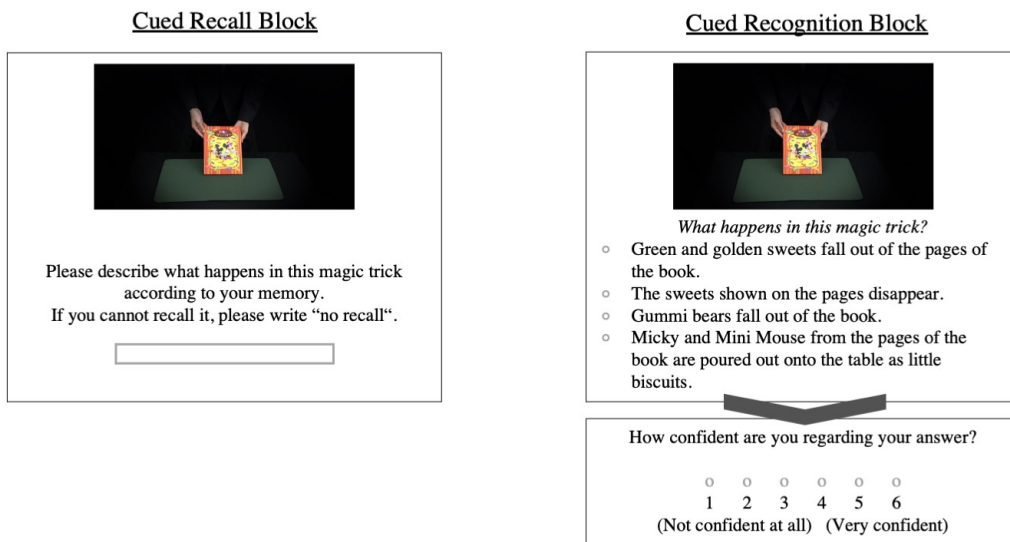 Cued Recall Block
Please describe what happens in this magic trick
according to your memory.
If you cannot recall it, please write “no recall“.
Cued Recognition Block
What happens in this magic trick?
Green and golden sweets fall out of the pages of
the book.
The sweets shown on the pages disappear.
Gummi bears fall out of the book.
Micky and Mini Mouse from the pages of the
book are poured out onto the table as little
biscuits.
How confident are you regarding your answer?
1 2 3 4 5 6
(Not confident at all) (Very confident)